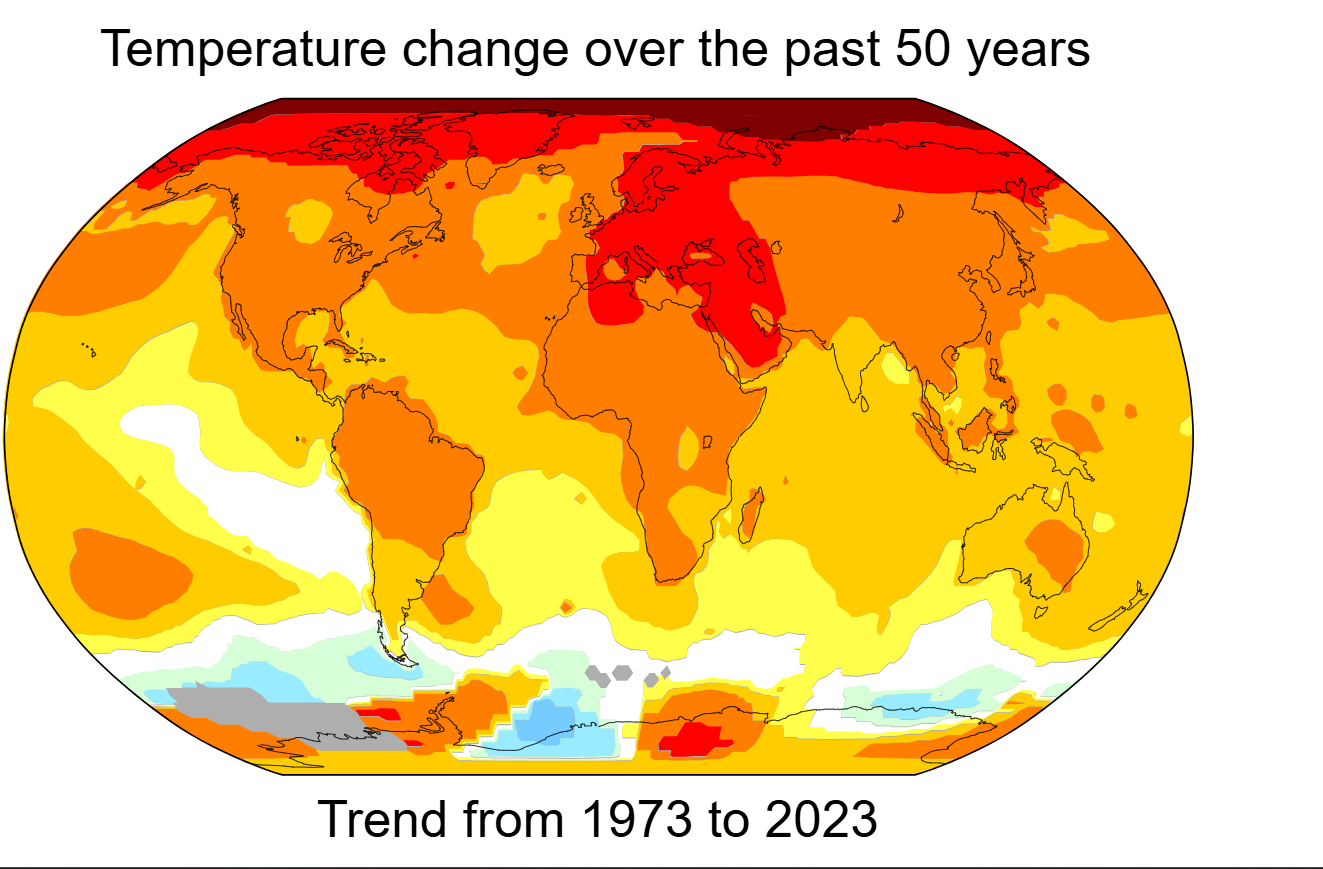 Temperature change over the past 50 years
Trend from 1973 to 2023